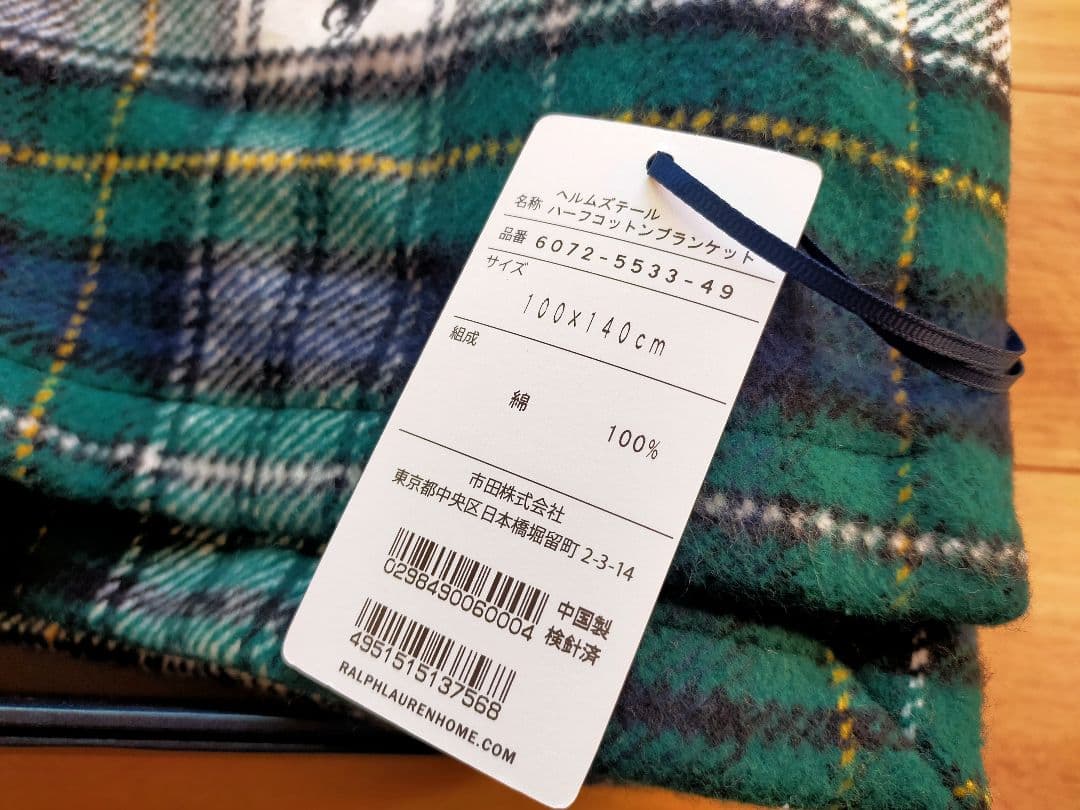 名称 ヘルムズテール
ハーフコットンブランケット
品番 6072-5533-49
サイズ
100×140cm
組成
綿
100%
市田株式会社
東京都中央区日本橋堀留町 2-3-14
0298490060004
中国製
検針済
4951515137568
RALPHLAURENHOME.COM